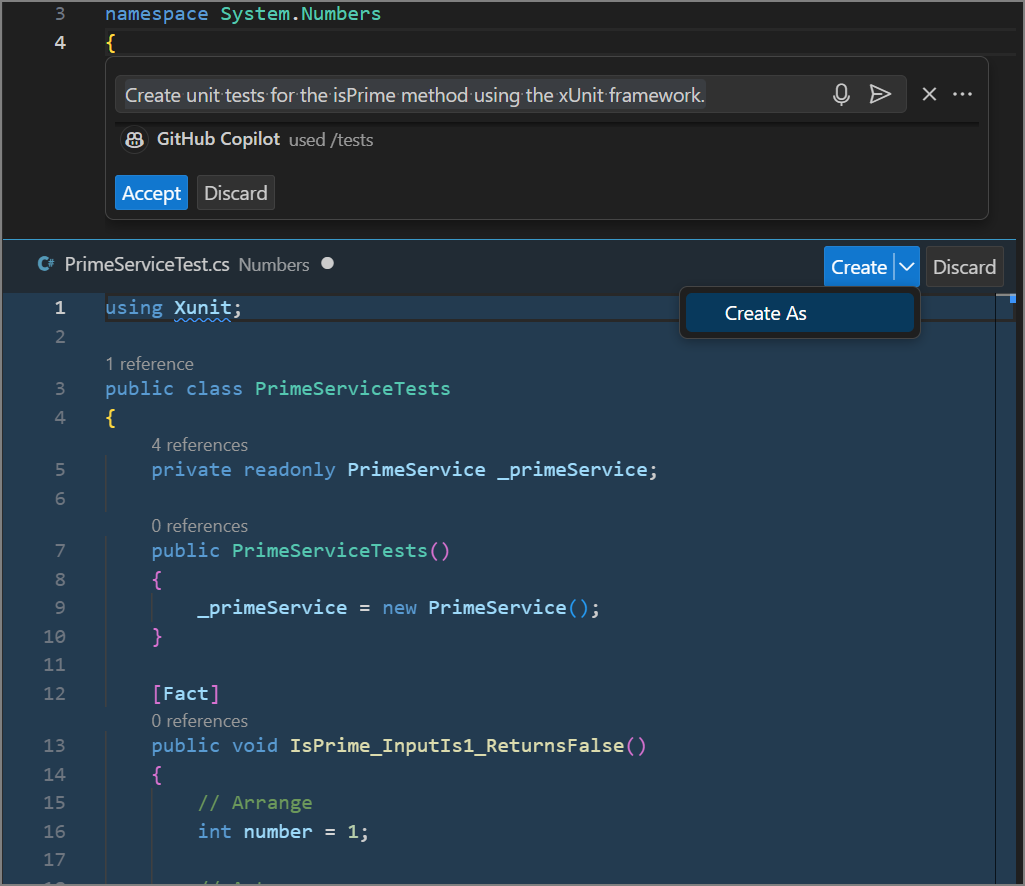 3 namespace System.Numbers
4 {
Create unit tests for the isPrime method using the xUnit framework.
GitHub Copilot used /tests
Accept Discard
C# PrimeServiceTest.cs Numbers Create Discard
Create As
1 using Xunit;
2
1 reference
3 public class PrimeServiceTests
4 {
4 references
5 private readonly PrimeService _primeService;
6
0 references
7 public PrimeServiceTests()
8 {
9 _primeService = new PrimeService();
10 }
11
12 [Fact]
0 references
13 public void IsPrime_InputIs1_ReturnsFalse()
14 {
15 // Arrange
16 int number = 1;
17